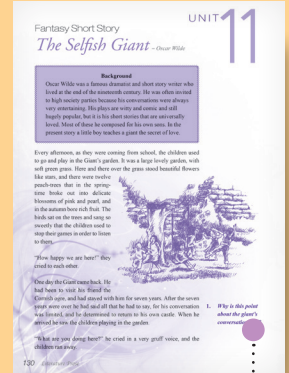 UNIT 11
Fantasy Short Story
The Selfish Giant - Oscar Wilde
Background
Oscar Wilde was a famous dramatist and short story writer who
lived at the end of the nineteenth century. He was often invited
to high society parties because his conversations were always
very entertaining. His plays are witty and comic and still
hugely popular, but it is his short stories that are universally
loved. Most of these he composed for his own sons. In the
present story a little boy teaches a giant the secret of love.
Every afternoon, as they were coming from school, the children used
to go and play in the Giant's garden. It was a large lovely garden, with
soft green grass. Here and there over the grass stood beautiful flowers
like stars, and there were twelve
peach-trees that in the spring-
time broke out into delicate
blossoms of pink and pearl, and
in the autumn bore rich fruit. The
birds sat on the trees and sang so
sweetly that the children used to
stop their games in order to listen
to them.
"How happy we are here!" they
cried to each other.
One day the Giant came back. He
had been to visit his friend the
Cornish ogre, and had stayed with him for seven years. After the seven
years were over he had said all that he had to say, for his conversation
was limited, and he determined to return to his own castle. When he
arrived he saw the children playing in the garden.
1. Why is this point
about the giant's
conversation
"What are you doing here?" he cried in a very gruff voice, and the
children ran away.
130